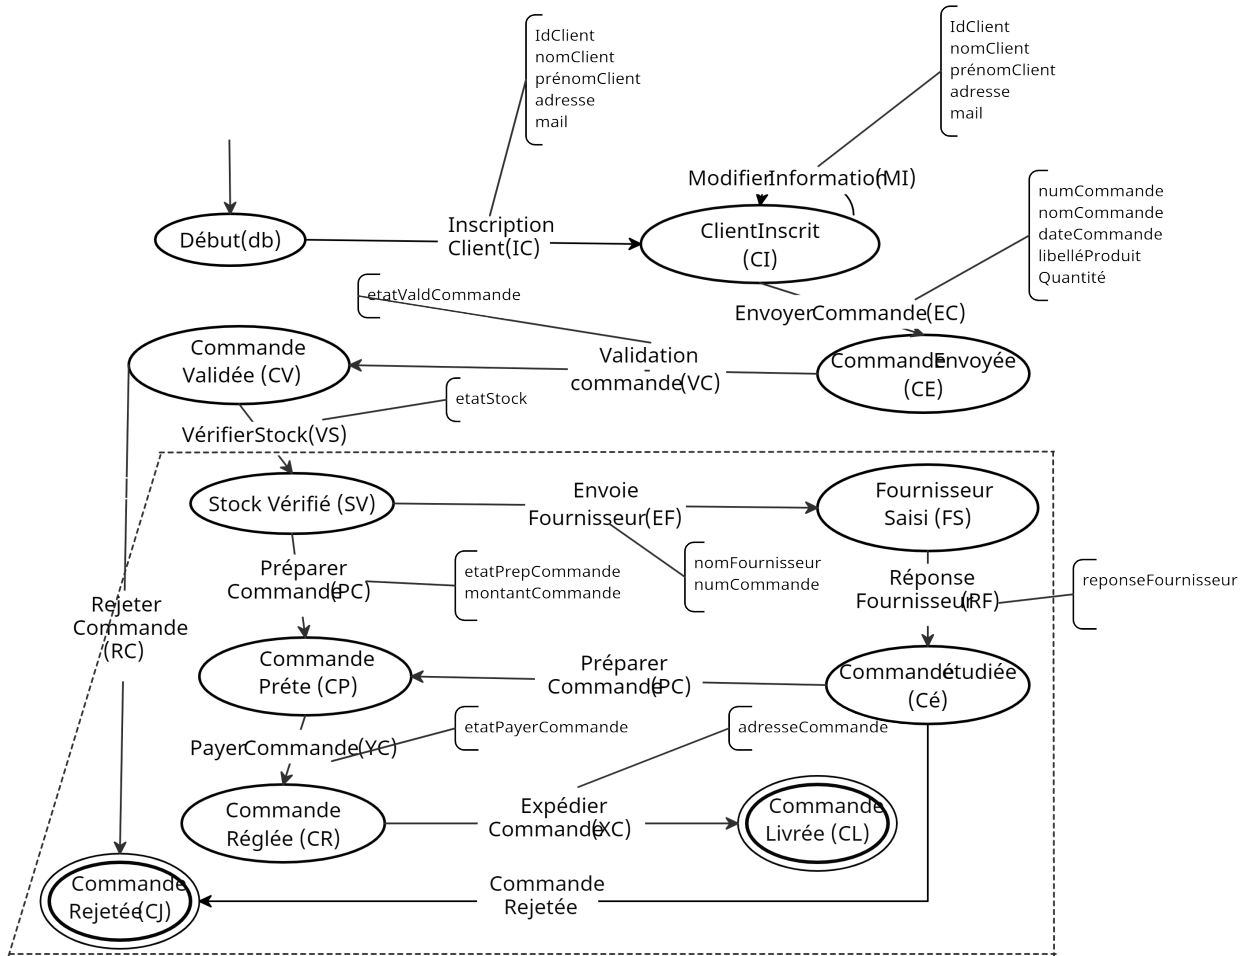 IdClient
nomClient
prénomClient
adresse
mail
IdClient
nomClient
prénomClient
adresse
mail
ModifierInformation(MI)
Début(db)
Inscription
Client(IC)
ClientInscrit
(CI)
numCommande
nomCommande
dateCommande
libelléProduit
Quantité
etatValdCommande
EnvoyerCommande(EC)
Commande
Validée (CV)
Validation
commande(VC)
CommandeEnvoyée
(CE)
etatStock
VérifierStock(VS)
Stock Vérifié (SV)
Envoie
Fournisseur(EF)
Fournisseur
Saisi (FS)
Préparer
Commande(PC)
etatPrepCommande
montantCommande
nomFournisseur
numCommande
Réponse
Fournisseur(RF)
reponseFournisseur
Rejeter
Commande
(RC)
Commande
Préte (CP)
Préparer
Commande(PC)
Commandeétudiée
(Cé)
PayerCommande(YC)
etatPayerCommande
adresseCommande
Commande
Réglée (CR)
Expédier
Commande(XC)
Commande
Livrée (CL)
Commande
Rejetée(CJ)
Commande
Rejetée